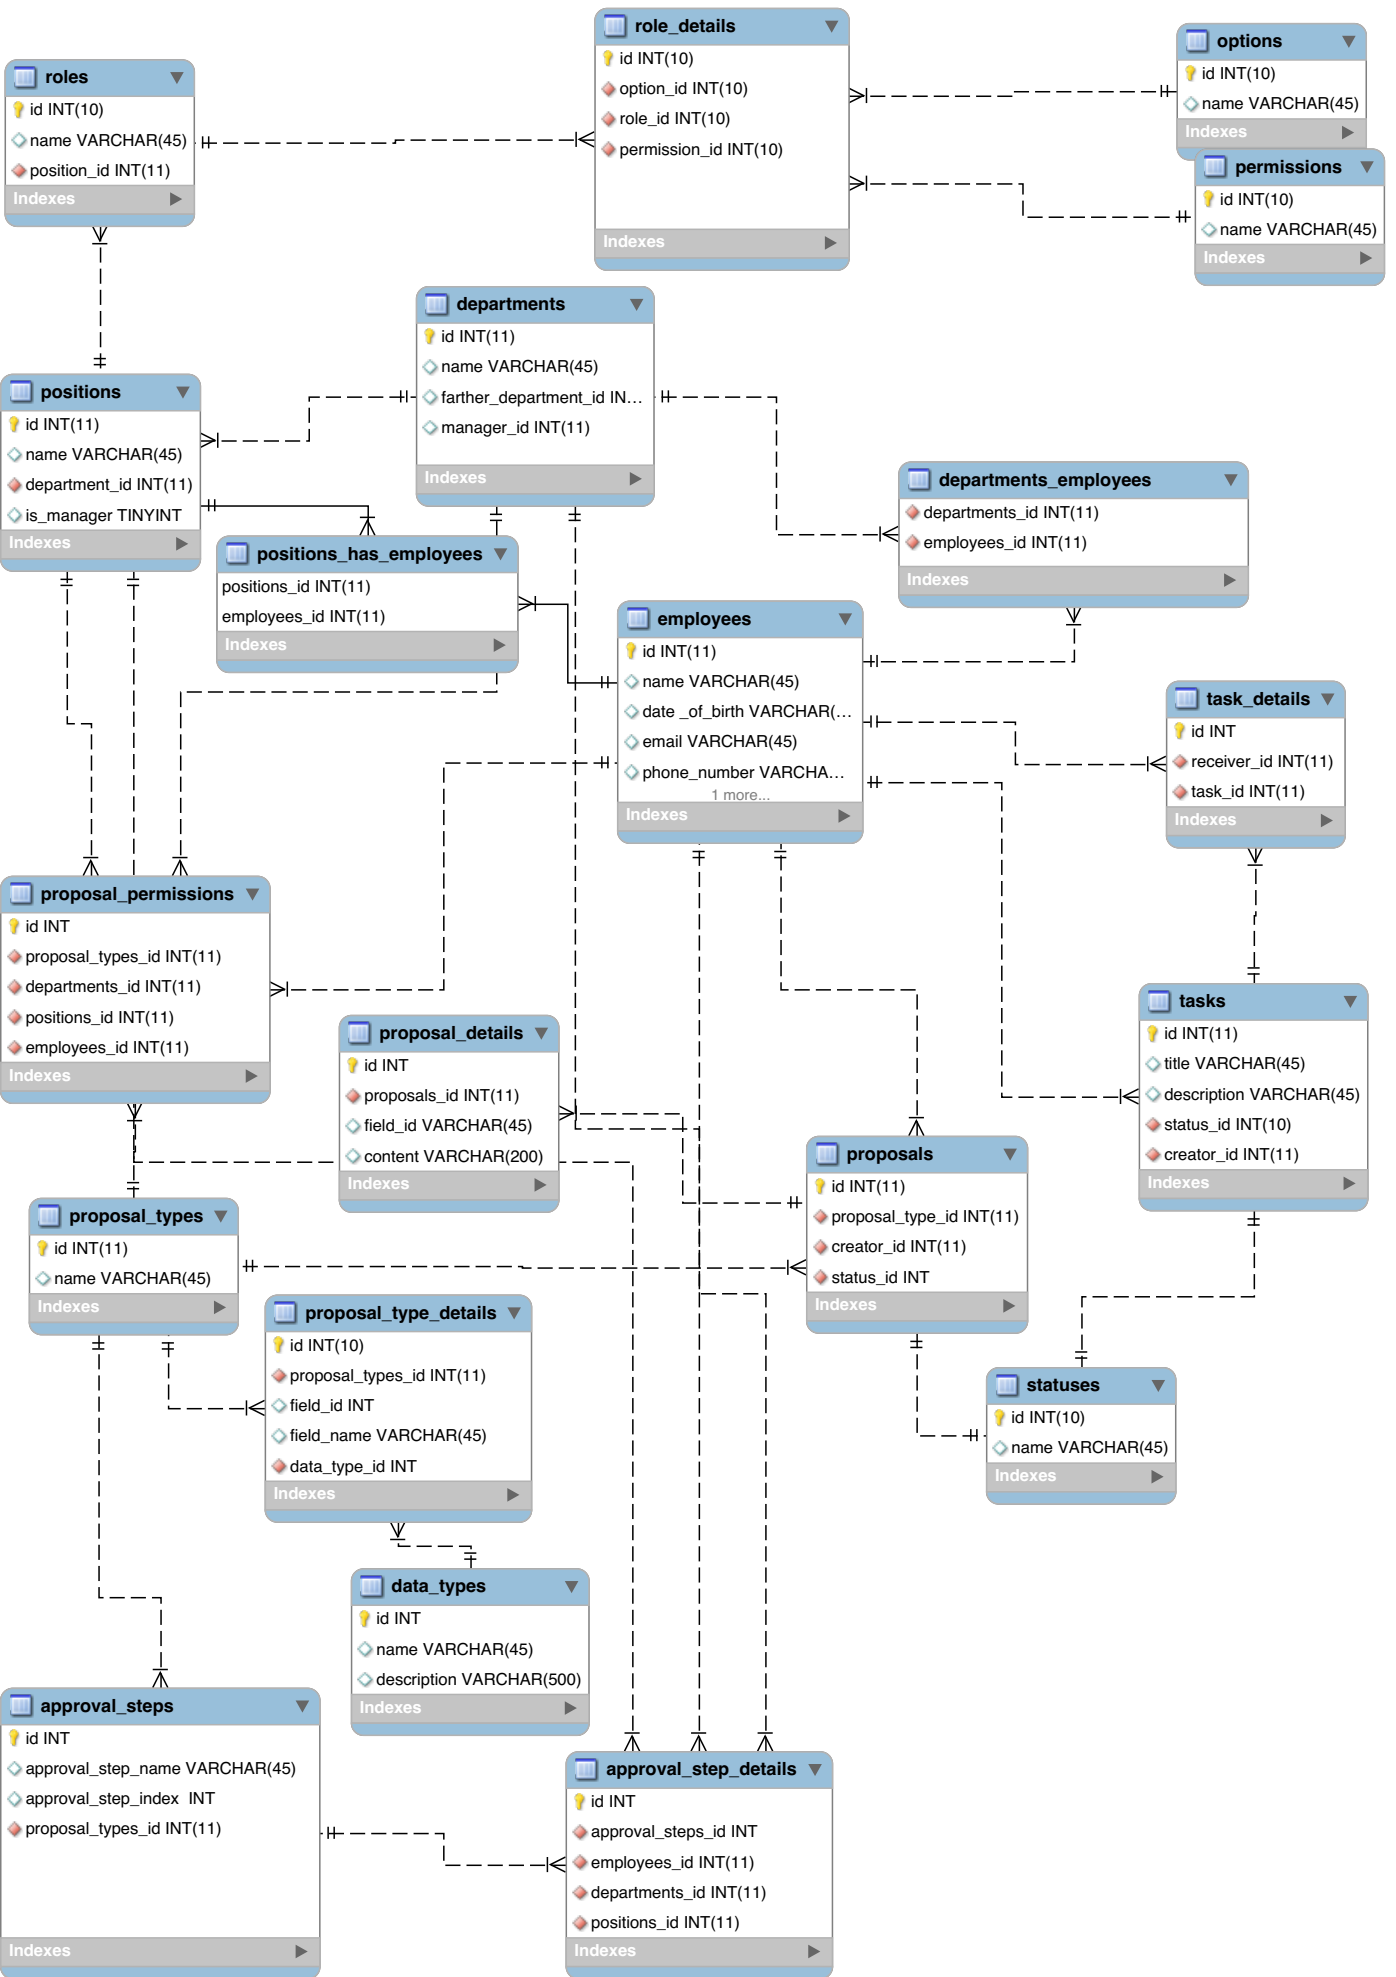 role_details
id INT(10)
option_id INT(10)
role_id INT(10)
permission_id INT(10)
Indexes
options
id INT(10)
name VARCHAR(45)
Indexes
roles
id INT(10)
name VARCHAR(45)
position_id INT(11)
Indexes
permissions
id INT(10)
name VARCHAR(45)
Indexes
departments
id INT(11)
name VARCHAR(45)
farther_department_id IN...
manager_id INT(11)
Indexes
positions
id INT(11)
name VARCHAR(45)
department_id INT(11)
is_manager TINYINT
Indexes
departments_employees
departments_id INT(11)
employees_id INT(11)
Indexes
positions_has_employees
positions_id INT(11)
employees_id INT(11)
Indexes
employees
id INT(11)
name VARCHAR(45)
date _of_birth VARCHAR(...
email VARCHAR(45)
phone_number VARCHA...
1 more...
Indexes
task_details
id INT
receiver_id INT(11)
task_id INT(11)
Indexes
proposal_permissions
id INT
proposal_types_id INT(11)
departments_id INT(11)
positions_id INT(11)
employees_id INT(11)
Indexes
tasks
id INT(11)
title VARCHAR(45)
description VARCHAR(45)
status_id INT(10)
creator_id INT(11)
Indexes
proposal_details
id INT
proposals_id INT(11)
field_id VARCHAR(45)
content VARCHAR(200)
Indexes
proposals
id INT(11)
proposal_type_id INT(11)
creator_id INT(11)
status_id INT
Indexes
proposal_types
id INT(11)
name VARCHAR(45)
Indexes
proposal_type_details
id INT(10)
proposal_types_id INT(11)
field_id INT
field_name VARCHAR(45)
data_type_id INT
Indexes
statuses
id INT(10)
name VARCHAR(45)
Indexes
data_types
id INT
name VARCHAR(45)
description VARCHAR(500)
Indexes
approval_steps
id INT
approval_step_name VARCHAR(45)
approval_step_index INT
proposal_types_id INT(11)
Indexes
approval_step_details
id INT
approval_steps_id INT
employees_id INT(11)
departments_id INT(11)
positions_id INT(11)
Indexes